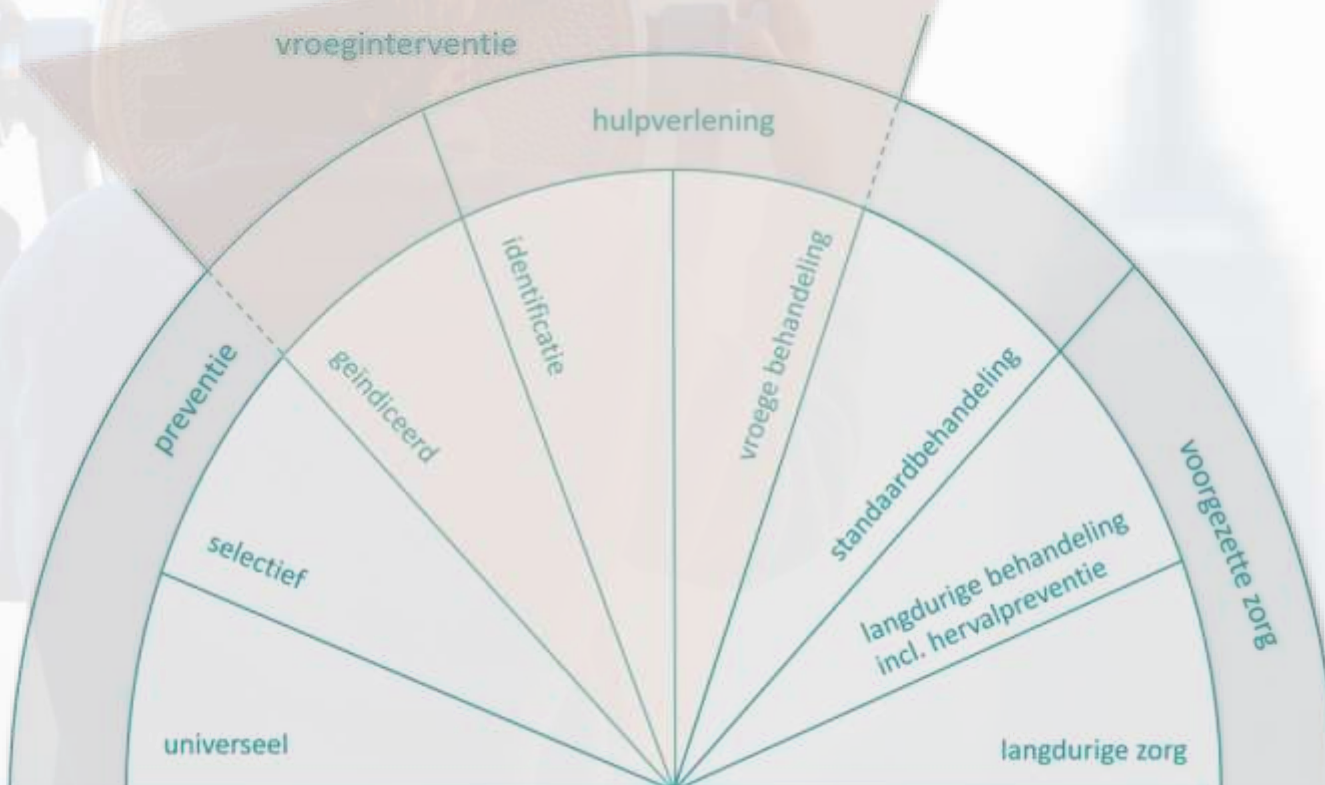 vroeginterventie
hulpverlening
preventie
voorgezette zorg
universeel
selectief
geïndiceerd
identificatie
vroege behandeling
standaardbehandeling
langdurige behandeling
incl. hervalpreventie
langdurige zorg